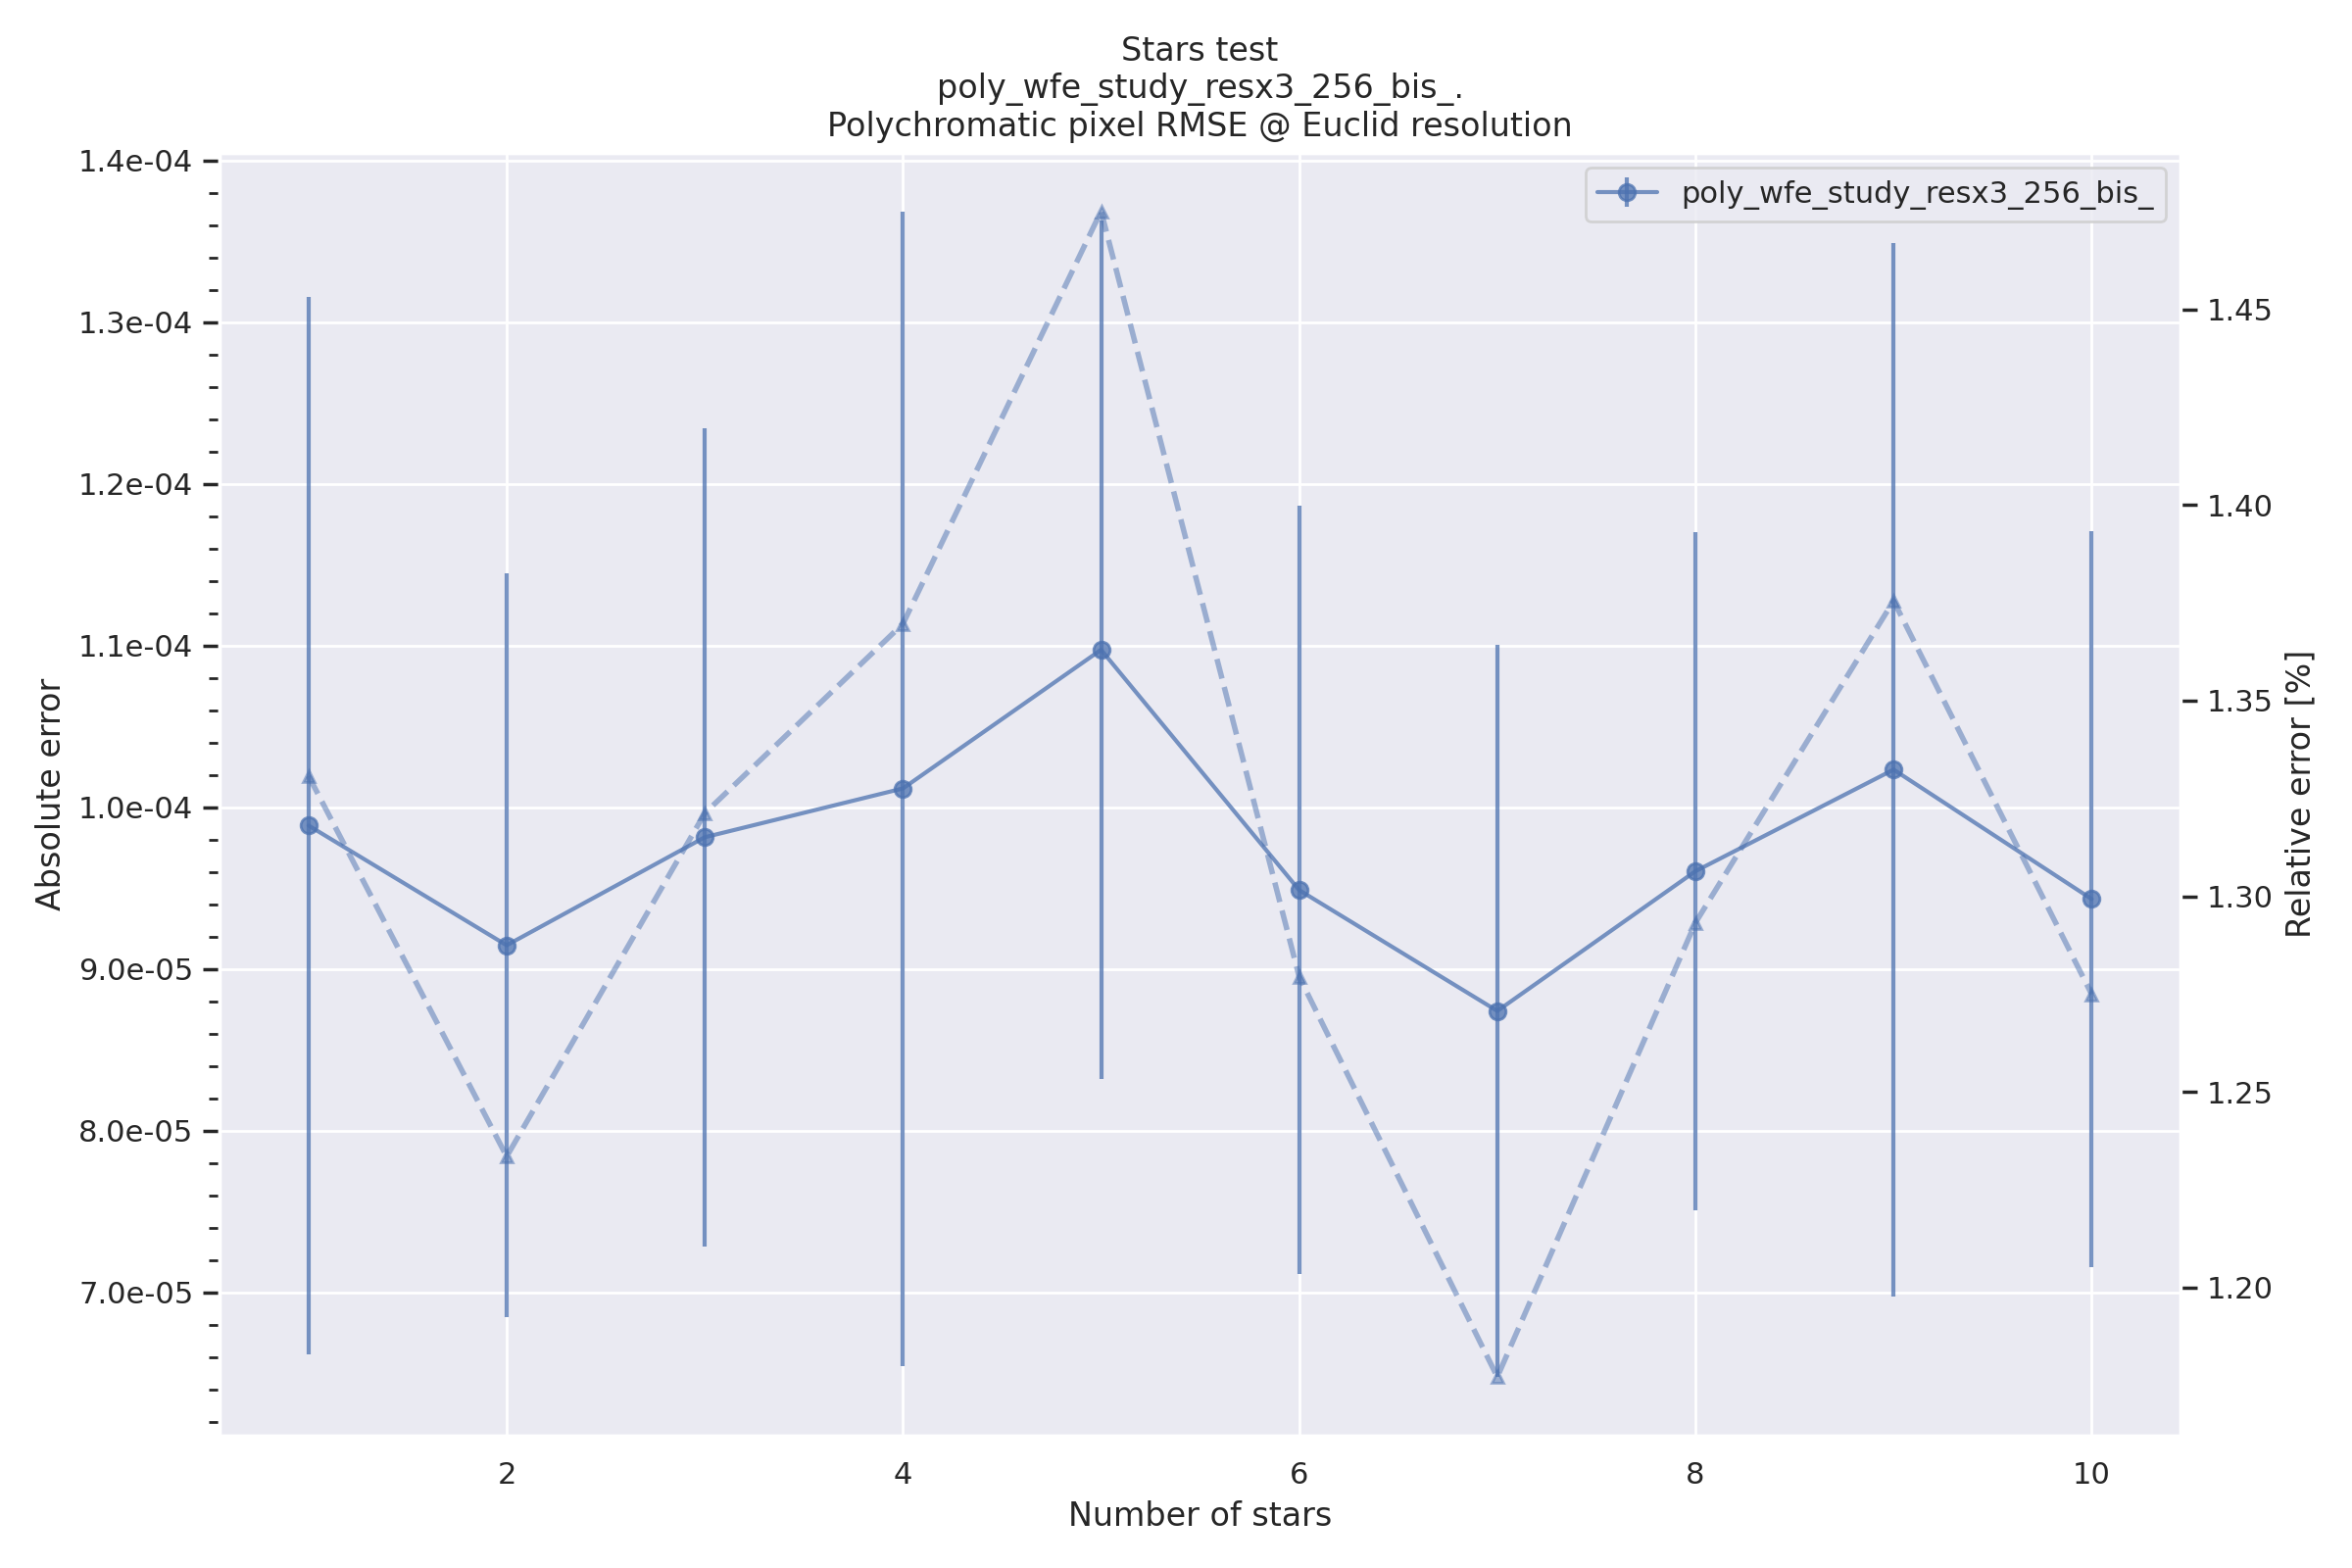 Stars test
poly_wfe_study_resx3_256_bis_.
Polychromatic pixel RMSE @ Euclid resolution
poly_wfe_study_resx3_256_bis_
Absolute error
1.4e-04
1.3e-04
1.2e-04
1.1e-04
1.0e-04
9.0e-05
8.0e-05
7.0e-05
1.45
1.40
1.35
1.30
1.25
1.20
Relative error [%]
2 4 6 8 10
Number of stars